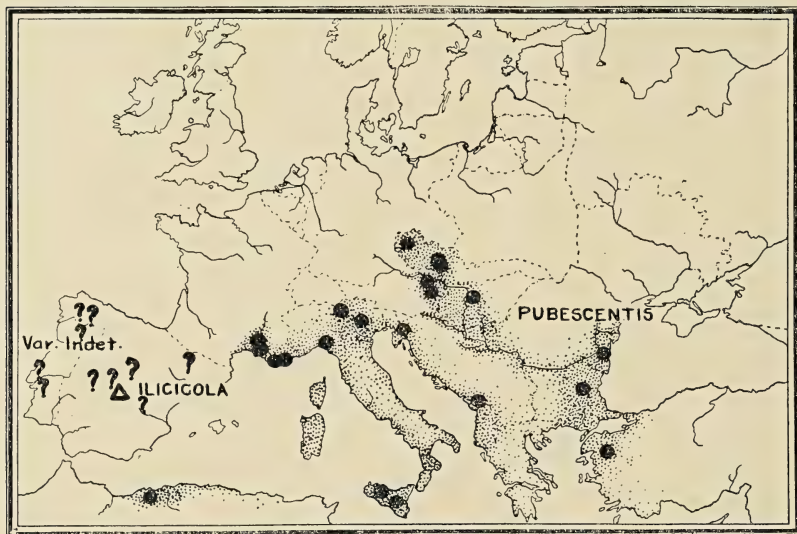 ??
?
PUBESCENTIS
Var. Indet.
?
? ?
? ?
?
ILICICOLA
?